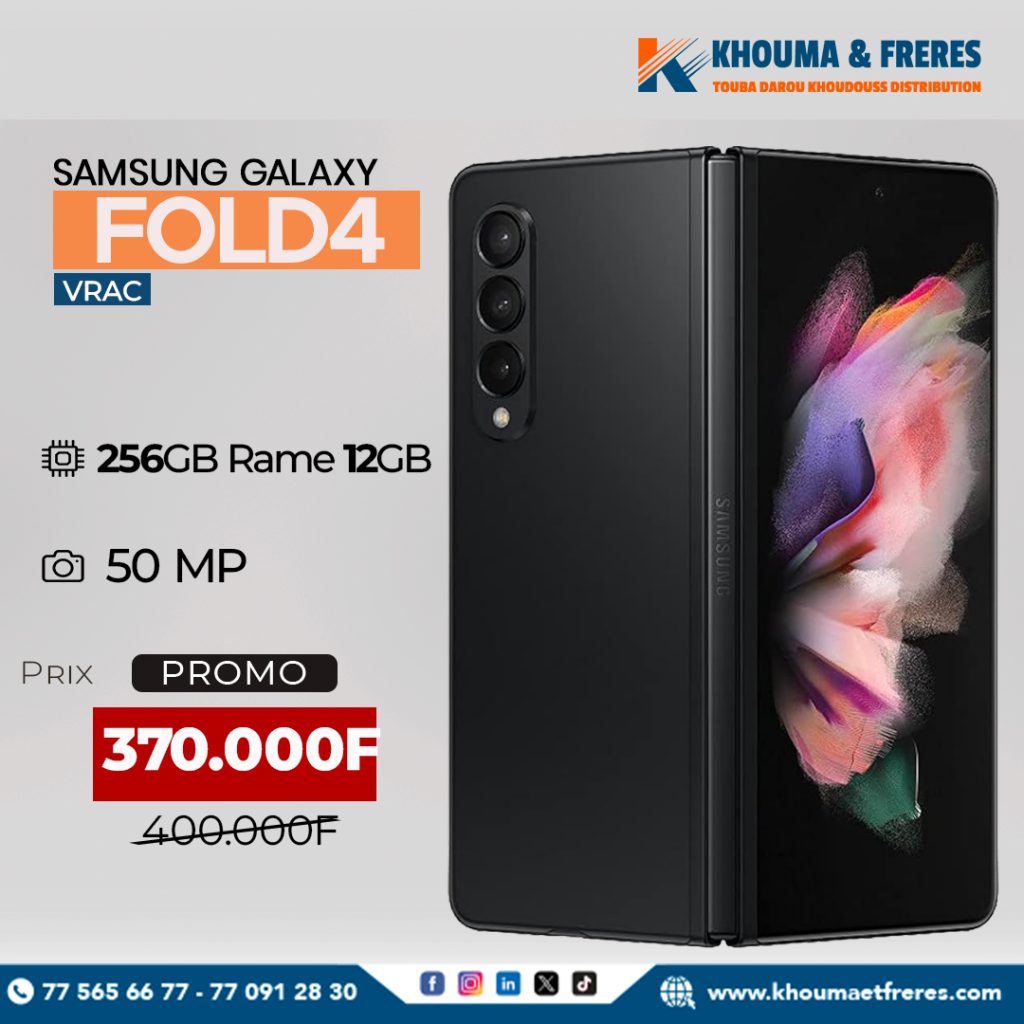 KHOUMA & FRERES
TOUBA DAROU KHOUDOUSS DISTRIBUTION
SAMSUNG GALAXY
FOLD4
VRAC
256GB Rame 12GB
50 MP
PRIX PROMO
370.000F
400.000F
SAMSUNG
77 565 66 77 - 77 091 28 30
www.khoumaetfreres.com